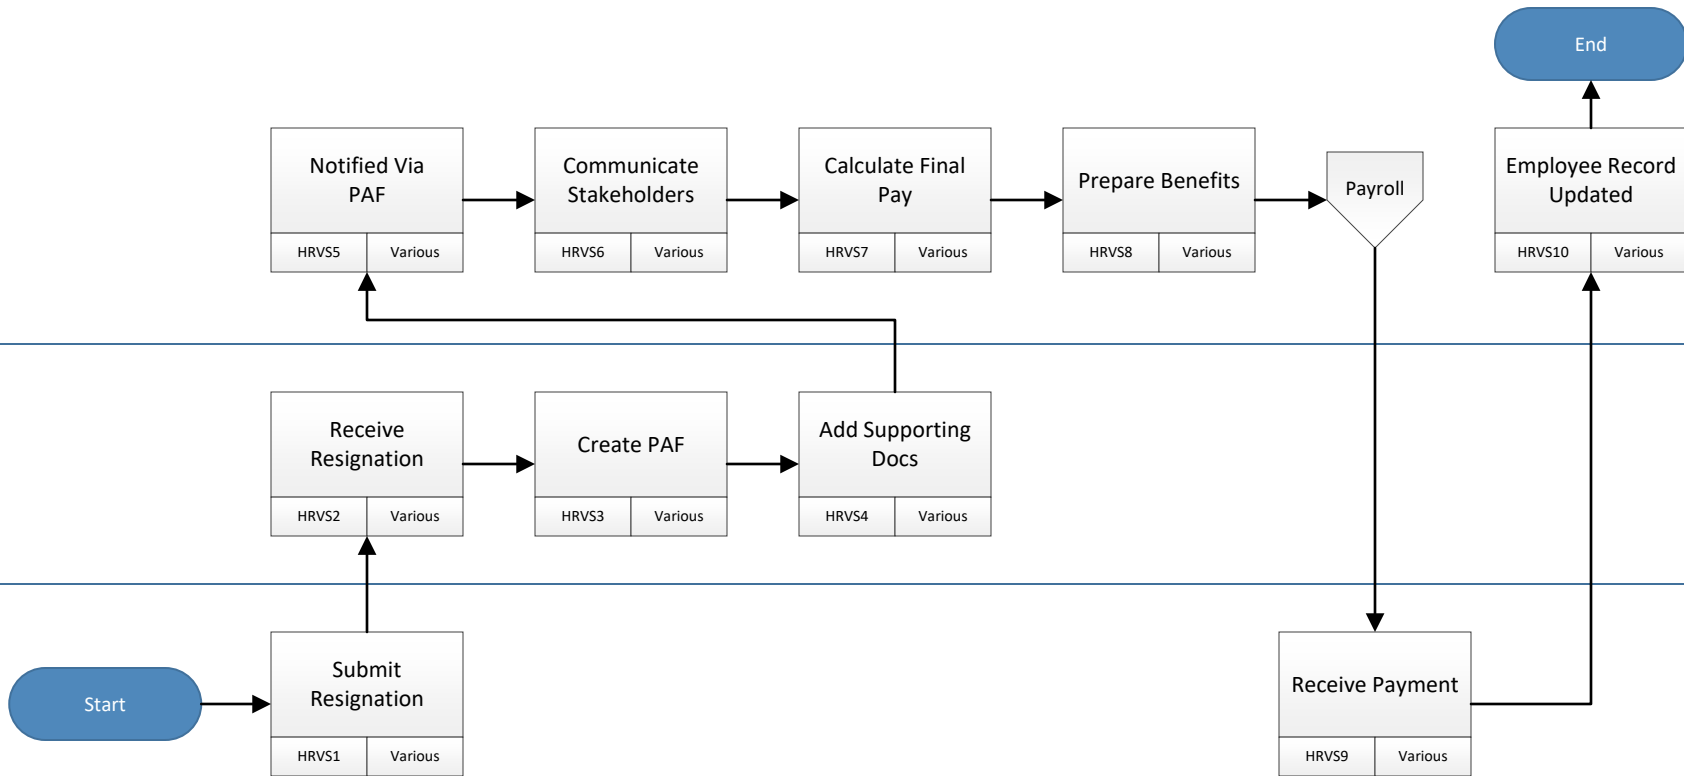 End
Notified Via
PAF
HRVS5
Various
Communicate
Stakeholders
HRVS6
Various
Calculate Final
Pay
HRVS7
Various
Prepare Benefits
HRVS8
Various
Payroll
Employee Record
Updated
HRVS10
Various
Receive
Resignation
HRVS2
Various
Create PAF
HRVS3
Various
Add Supporting
Docs
HRVS4
Various
Start
Submit
Resignation
HRVS1
Various
Receive Payment
HRVS9
Various